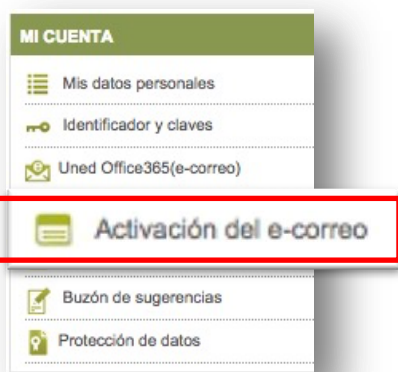 MI CUENTA
Mis datos personales
Identificador y claves
Uned Office365(e-correo)
Activación del e-correo
Buzón de sugerencias
Protección de datos